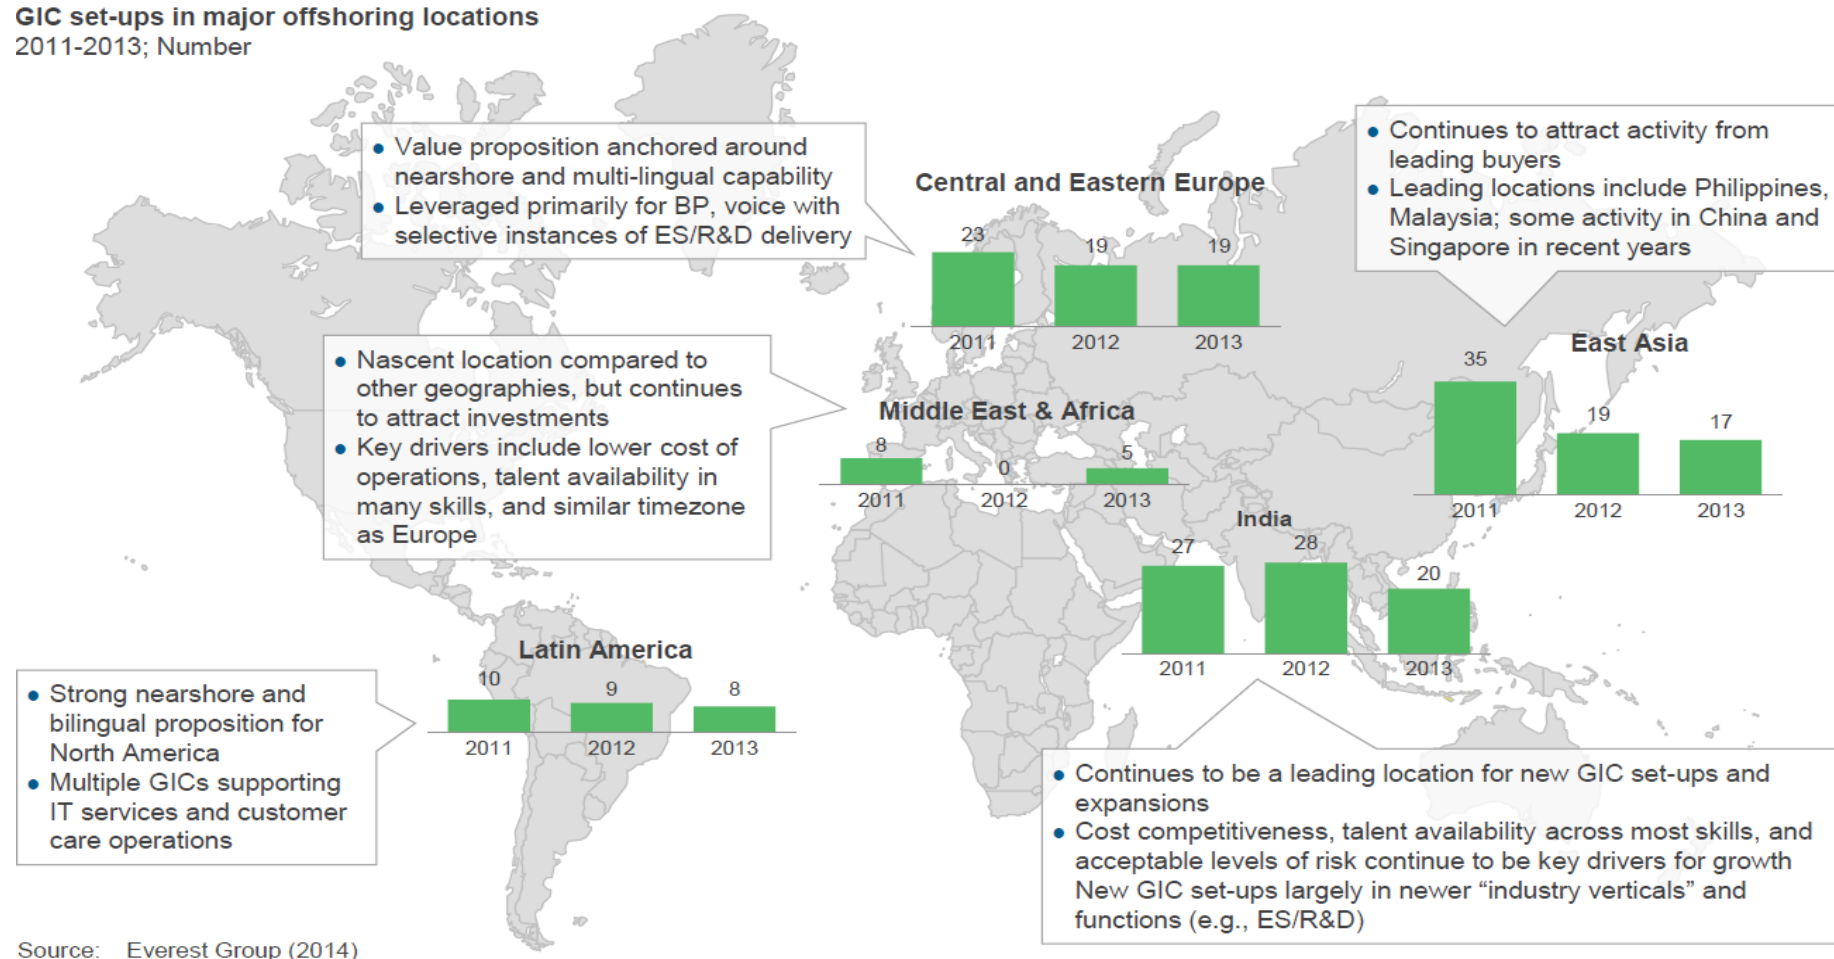 GIC set-ups in major offshoring locations
2011-2013; Number
● Value proposition anchored around
nearshore and multi-lingual capability
● Leveraged primarily for BP, voice with
selective instances of ES/R&D delivery
Central and Eastern Europe
23 19 19
2011 2012 2013
● Continues to attract activity from
leading buyers
● Leading locations include Philippines,
Malaysia; some activity in China and
Singapore in recent years
East Asia
35 19 17
2011 2012 2013
● Nascent location compared to
other geographies, but continues
to attract investments
● Key drivers include lower cost of
operations, talent availability in
many skills, and similar timezone
as Europe
Middle East & Africa
8 0 5
2011 2012 2013
India
27 28 20
2011 2012 2013
Latin America
10 9 8
2011 2012 2013
● Strong nearshore and
bilingual proposition for
North America
● Multiple GICs supporting
IT services and customer
care operations
● Continues to be a leading location for new GIC set-ups and
expansions
● Cost competitiveness, talent availability across most skills, and
acceptable levels of risk continue to be key drivers for growth
New GIC set-ups largely in newer “industry verticals” and
functions (e.g., ES/R&D)
Source: Everest Group (2014)